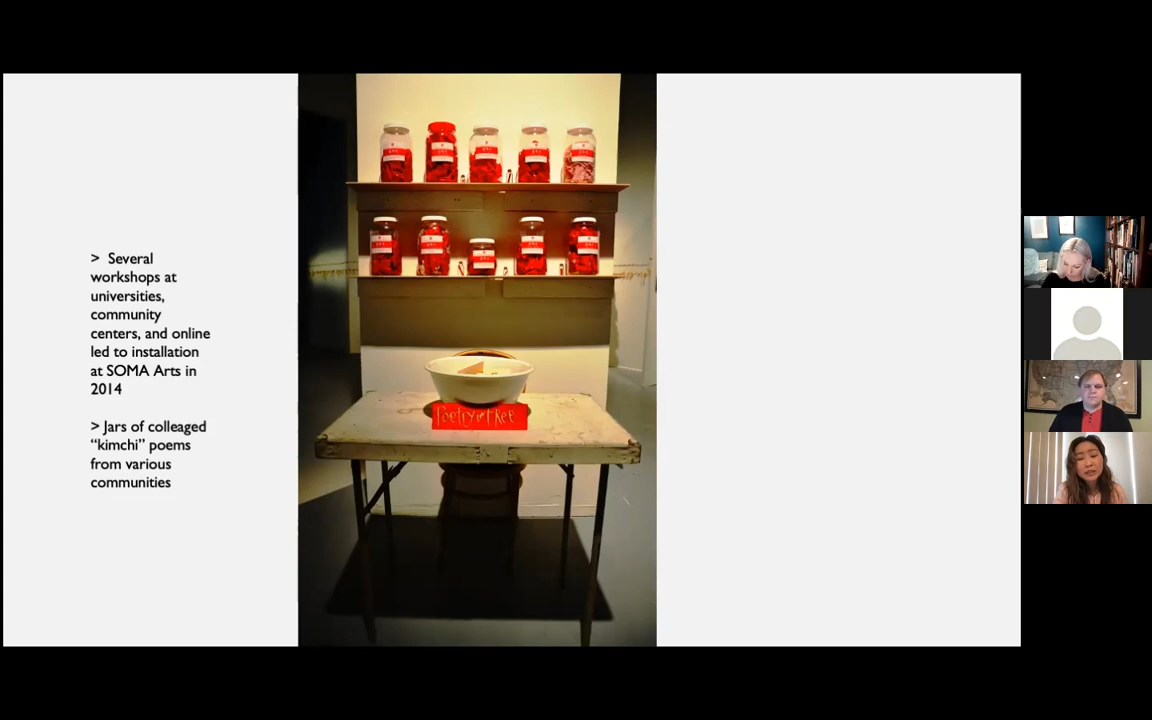 > Several
workshops at
universities,
community
centers, and online
led to installation
at SOMA Arts in
2014
> Jars of colleaged
“kimchi” poems
from various
communities
Free